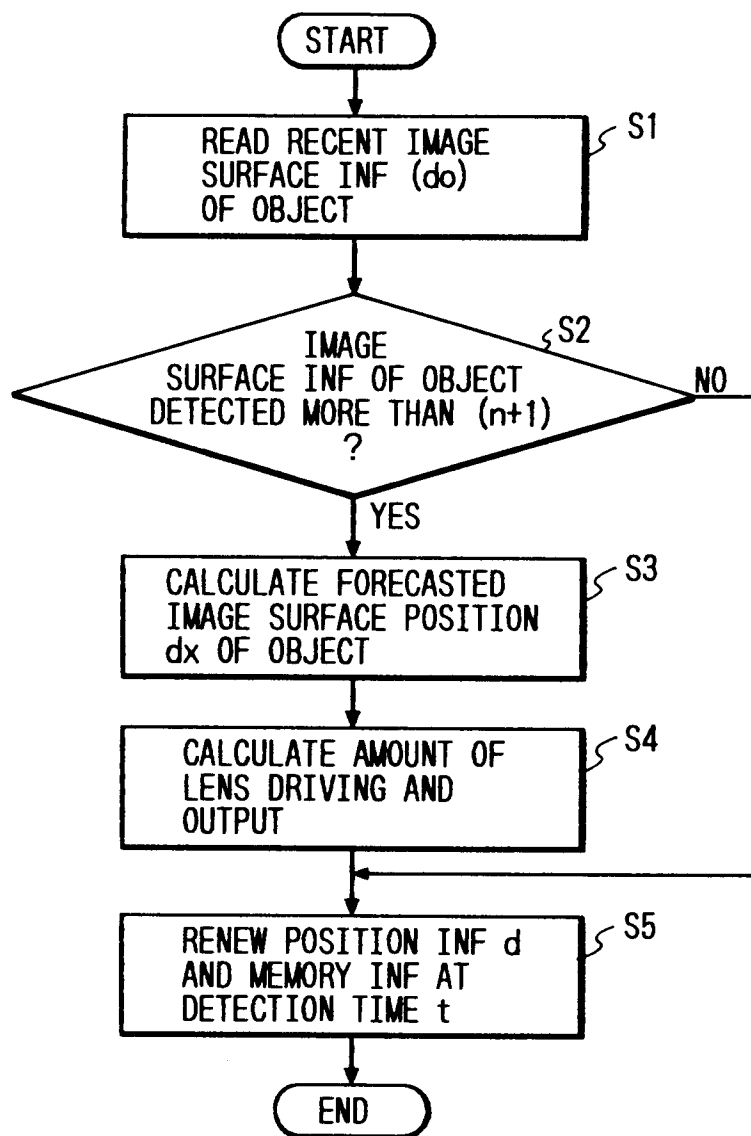 START
READ RECENT IMAGE
SURFACE INF (do)
OF OBJECT
S1
IMAGE
SURFACE INF OF OBJECT
DETECTED MORE THAN (n+1)
?
S2
NO
YES
CALCULATE FORECASTED
IMAGE SURFACE POSITION
dx OF OBJECT
S3
CALCULATE AMOUNT OF
LENS DRIVING AND
OUTPUT
S4
RENEW POSITION INF d
AND MEMORY INF AT
DETECTION TIME t
S5
END